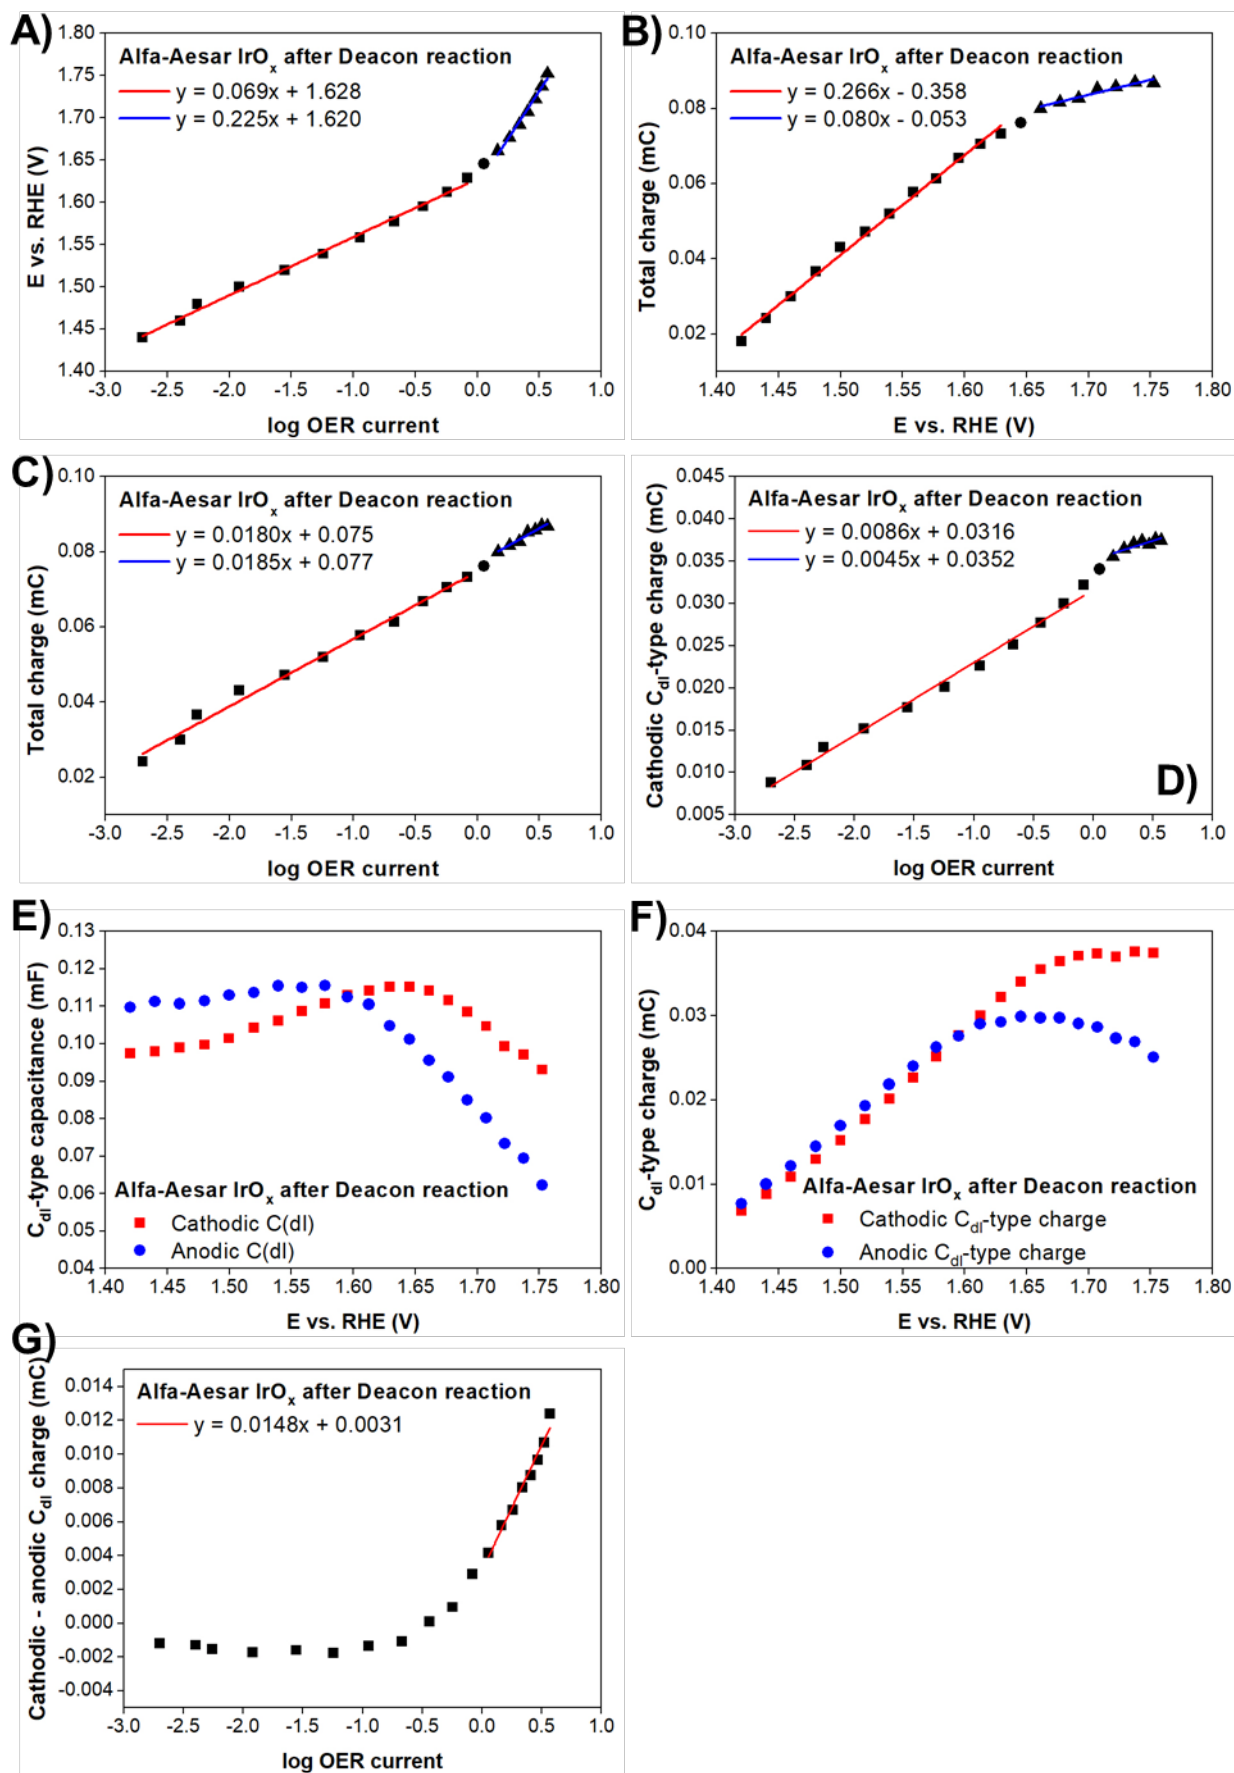 A)
Alfa-Aesar IrOx after Deacon reaction
y = 0.069x + 1.628
y = 0.225x + 1.620
1.80
1.75
1.70
1.65
1.60
1.55
1.50
1.45
1.40
E vs. RHE (V)
-3.0 -2.5 -2.0 -1.5 -1.0 -0.5 0.0 0.5 1.0
log OER current
B)
Alfa-Aesar IrOx after Deacon reaction
y = 0.266x - 0.358
y = 0.080x - 0.053
0.10
0.08
0.06
0.04
0.02
Total charge (mC)
1.40 1.45 1.50 1.55 1.60 1.65 1.70 1.75 1.80
E vs. RHE (V)
C)
Alfa-Aesar IrOx after Deacon reaction
y = 0.0180x + 0.075
y = 0.0185x + 0.077
0.10
0.08
0.06
0.04
0.02
Total charge (mC)
-3.0 -2.5 -2.0 -1.5 -1.0 -0.5 0.0 0.5 1.0
log OER current
Alfa-Aesar IrOx after Deacon reaction
y = 0.0086x + 0.0316
y = 0.0045x + 0.0352
0.045
0.040
0.035
0.030
0.025
0.020
0.015
0.010
0.005
Cathodic Cdl-type charge (mC)
D)
-3.0 -2.5 -2.0 -1.5 -1.0 -0.5 0.0 0.5 1.0
log OER current
E)
0.13
0.12
0.11
0.10
0.09
0.08
0.07
0.06
0.05
0.04
Cdl-type capacitance (mF)
Alfa-Aesar IrOx after Deacon reaction
Cathodic C(dl)
Anodic C(dl)
1.40 1.45 1.50 1.55 1.60 1.65 1.70 1.75 1.80
E vs. RHE (V)
F)
0.04
0.03
0.02
0.01
0.00
Cdl-type charge (mC)
Alfa-Aesar IrOx after Deacon reaction
Cathodic Cdl-type charge
Anodic Cdl-type charge
1.40 1.45 1.50 1.55 1.60 1.65 1.70 1.75 1.80
E vs. RHE (V)
G)
Alfa-Aesar IrOx after Deacon reaction
y = 0.0148x + 0.0031
0.014
0.012
0.010
0.008
0.006
0.004
0.002
0.000
-0.002
-0.004
Cathodic - anodic Cdl charge (mC)
-3.0 -2.5 -2.0 -1.5 -1.0 -0.5 0.0 0.5 1.0
log OER current